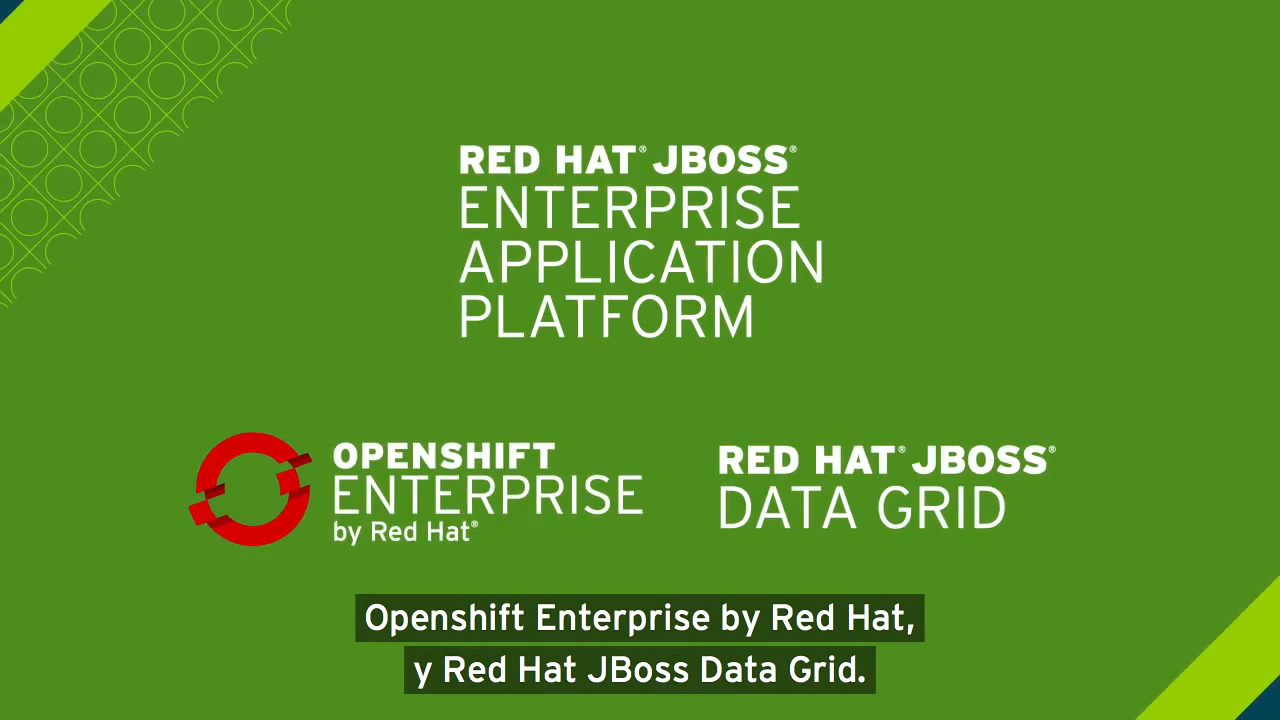 RED HAT® JBOSS®
ENTERPRISE
APPLICATION
PLATFORM
OPENSHIFT
ENTERPRISE
by Red Hat®
RED HAT® JBOSS®
DATA GRID
Openshift Enterprise by Red Hat,
y Red Hat JBoss Data Grid.